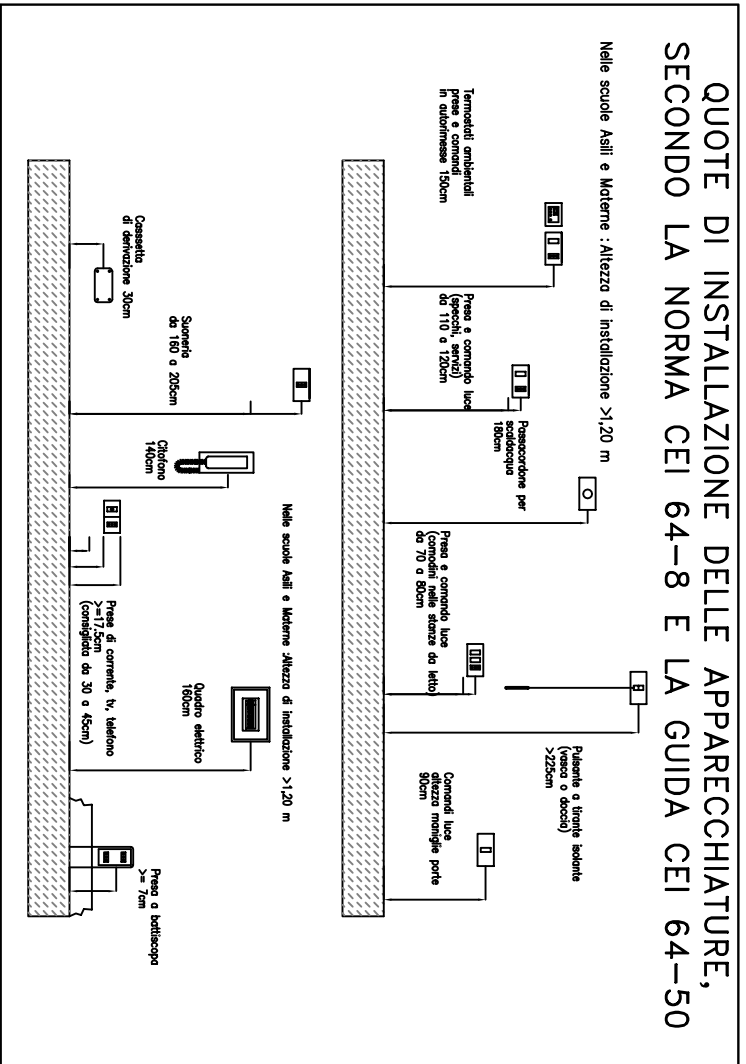 QUOTE DI INSTALLAZIONE DELLE APPARECCHIATURE,
SECONDO LA NORMA CEI 64-8 E LA GUIDA CEI 64-50
Nelle scuole Asili e Materne :Altezza di installazione >1,20 m
Termostati ambientali
prese e comandi
in autorimesse 150cm
Presa e comando luce
(specchi, servizi)
da 110 a 120cm
Passacordone per
scaldacqua
180cm
Presa e comando luce
(comodini nelle stanze da letto)
da 70 a 80cm
Pulsante a tirante isolante
(vasca o doccia)
>225cm
Comandi luce
altezza maniglie porte
90cm
Nelle scuole Asili e Materne :Altezza di installazione >1,20 m
Casssetta
di derivazione 30cm
Suoneria
da 160 a 205cm
Citofono
140cm
Prese di corrente, tv, telefono
>=17,5cm
(consigliata da 30 a 45cm)
Quadro elettrico
160cm
Presa a battiscopa
>= 7cm